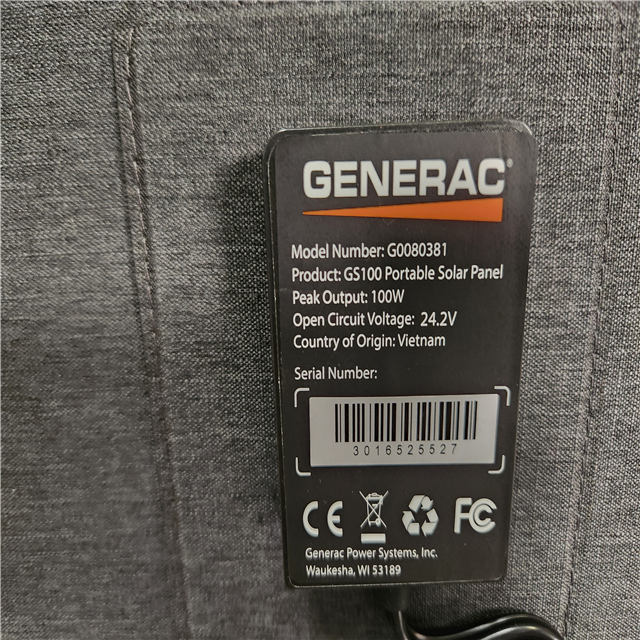 GENERAC®
Model Number: G0080381
Product: GS100 Portable Solar Panel
Peak Output: 100W
Open Circuit Voltage: 24.2V
Country of Origin: Vietnam
Serial Number:
3016525527
CE FC
Generac Power Systems, Inc.
Waukesha, WI 53189